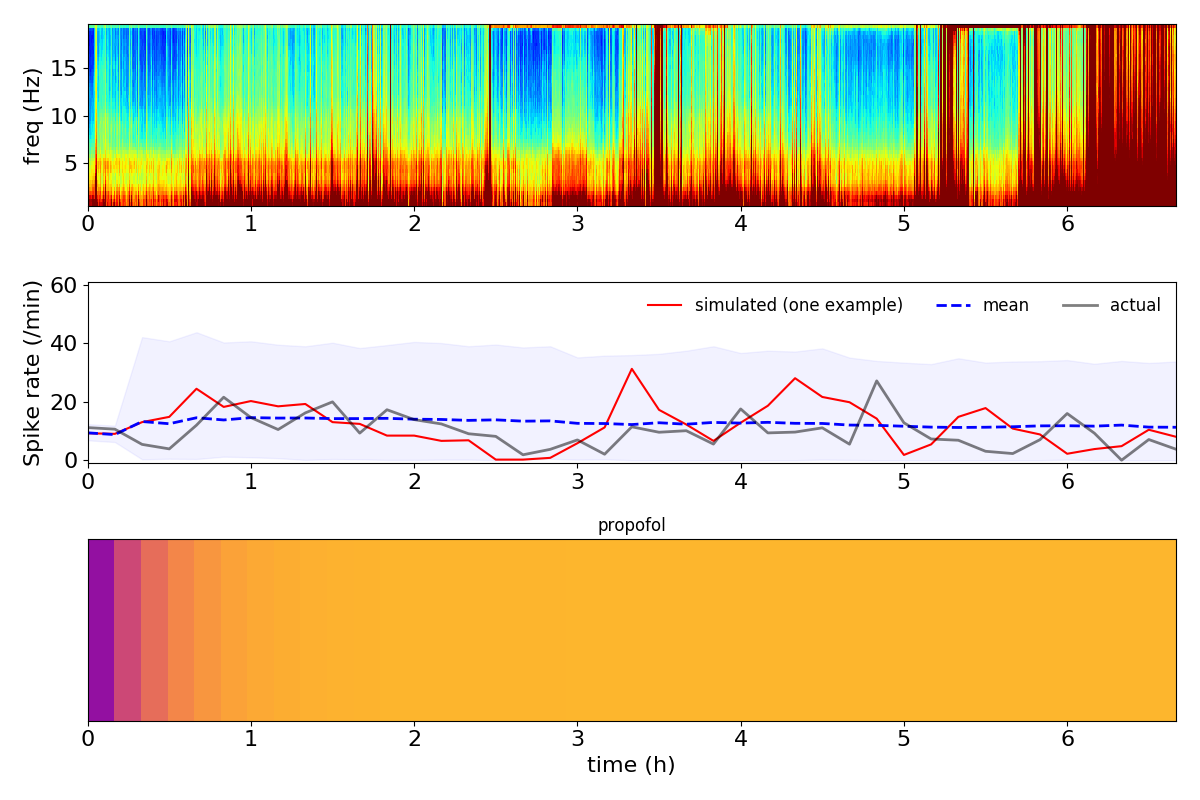 freq (Hz)
15
10
5
0 1 2 3 4 5 6
Spike rate (/min)
60
40
20
0
simulated (one example) mean actual
0 1 2 3 4 5 6
propofol
0 1 2 3 4 5 6
time (h)